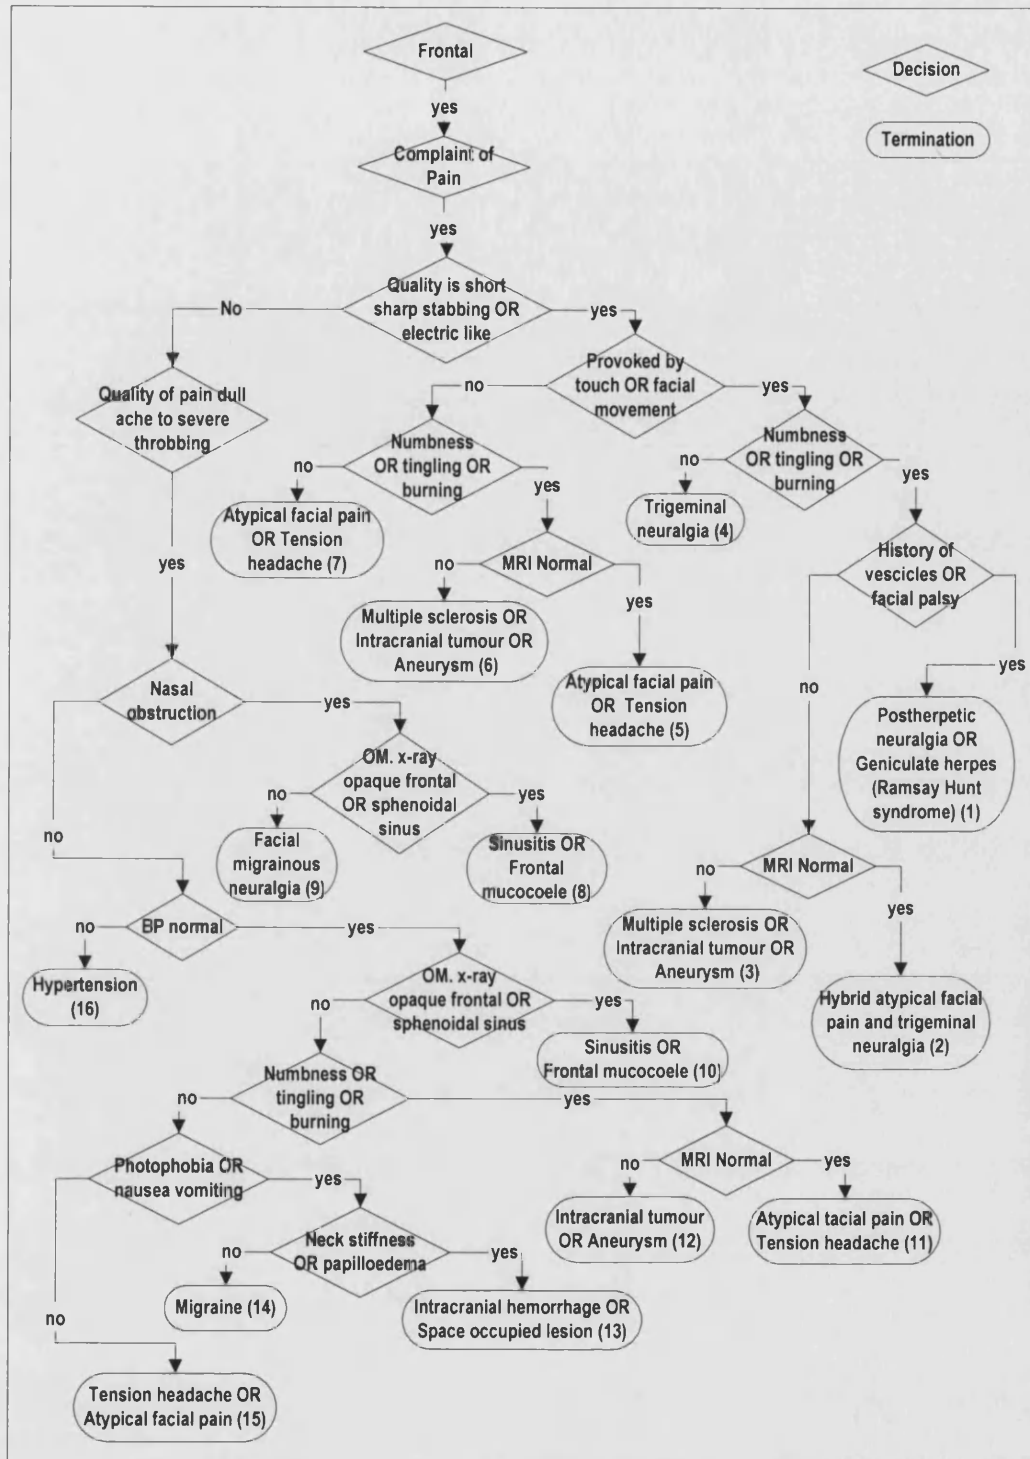 Frontal
Decision
yes
Termination
Complaint of
Pain
yes
Quality is short
sharp stabbing OR
electric like
No
yes
Provoked by
touch OR facial
movement
no
yes
Quality of pain dull
ache to severe
throbbing
Numbness
OR tingling OR
burning
Numbness
OR tingling OR
burning
no
yes
no
yes
Atypical facial pain
OR Tension
headache (7)
Trigeminal
neuralgia (4)
yes
no
MRI Normal
History of
vescicles OR
facial palsy
Multiple sclerosis OR
Intracranial tumour OR
Aneurysm (6)
yes
no
yes
Atypical facial pain
OR Tension
headache (5)
Nasal
obstruction
yes
Postherpetic
neuralgia OR
Geniculate herpes
(Ramsay Hunt
syndrome) (1)
OM. x-ray
opaque frontal
OR sphenoidal
sinus
no
yes
no
Facial
migrainous
neuralgia (9)
Sinusitis OR
Frontal
mucocoele (8)
no
MRI Normal
yes
no
BP normal
yes
Multiple sclerosis OR
Intracranial tumour OR
Aneurysm (3)
Hypertension
(16)
OM. x-ray
opaque frontal OR
sphenoidal sinus
no
yes
Hybrid atypical facial
pain and trigeminal
neuralgia (2)
Sinusitis OR
Frontal mucocoele (10)
Numbness OR
tingling OR
burning
no
yes
Photophobia OR
nausea vomiting
yes
no
MRI Normal
yes
Intracranial tumour
OR Aneurysm (12)
Atypical tacial pain OR
Tension headache (11)
Neck stiffness
OR papilloedema
no
yes
Migraine (14)
Intracranial hemorrhage OR
Space occupied lesion (13)
no
Tension headache OR
Atypical facial pain (15)